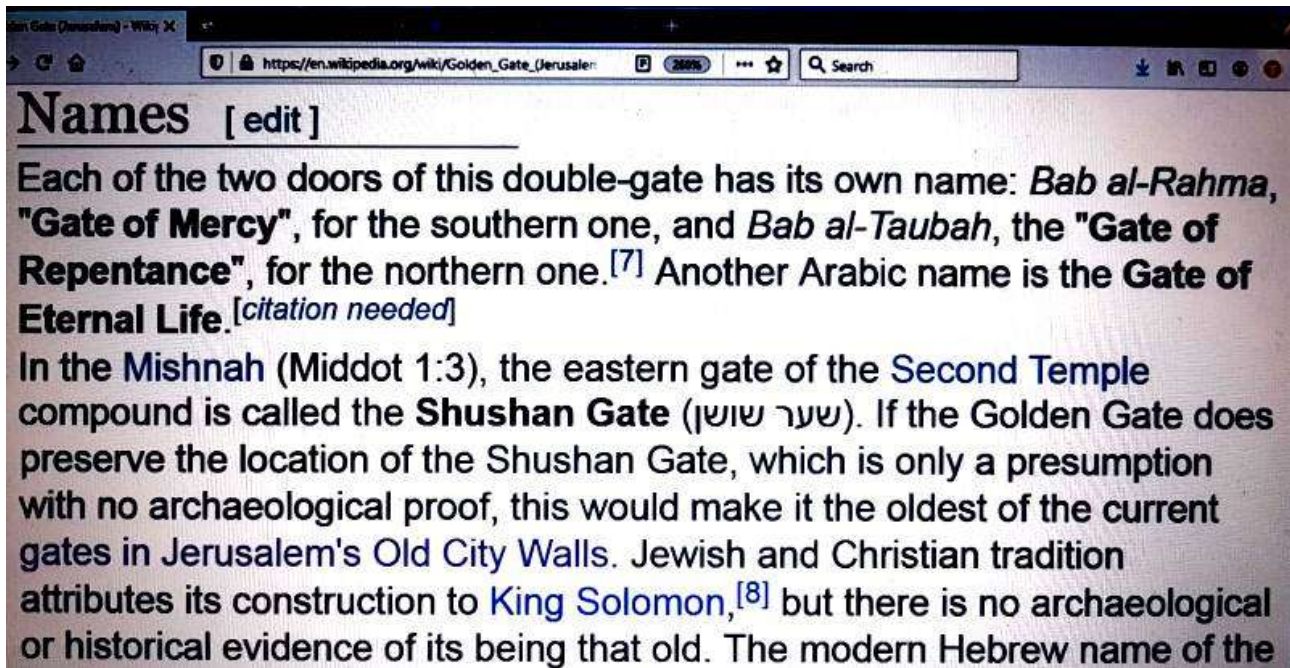 den Gate (Jerusalem) - Wikip
https://en.wikipedia.org/wiki/Golden_Gate_(Jerusalem
260%
Search
Names [ edit ]
Each of the two doors of this double-gate has its own name: Bab al-Rahma,
"Gate of Mercy", for the southern one, and Bab al-Taubah, the "Gate of
Repentance", for the northern one.[7] Another Arabic name is the Gate of
Eternal Life.[citation needed]
In the Mishnah (Middot 1:3), the eastern gate of the Second Temple
compound is called the Shushan Gate (שער שושן). If the Golden Gate does
preserve the location of the Shushan Gate, which is only a presumption
with no archaeological proof, this would make it the oldest of the current
gates in Jerusalem's Old City Walls. Jewish and Christian tradition
attributes its construction to King Solomon,[8] but there is no archaeological
or historical evidence of its being that old. The modern Hebrew name of the